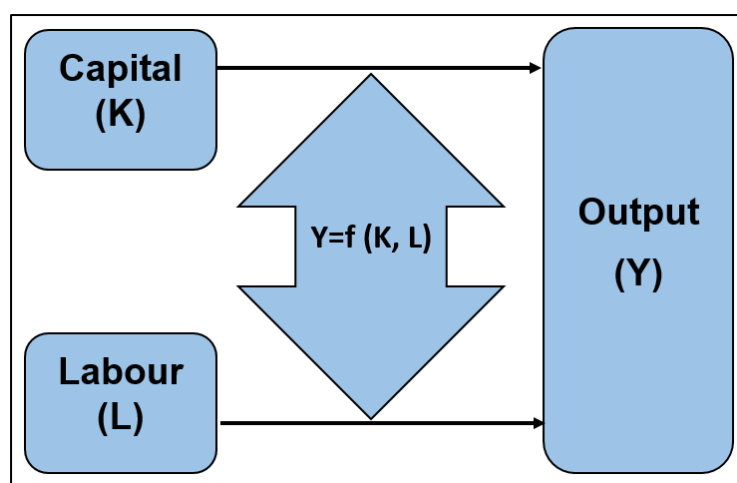 Capital
(K)
Y=f (K, L)
Output
(Y)
Labour
(L)